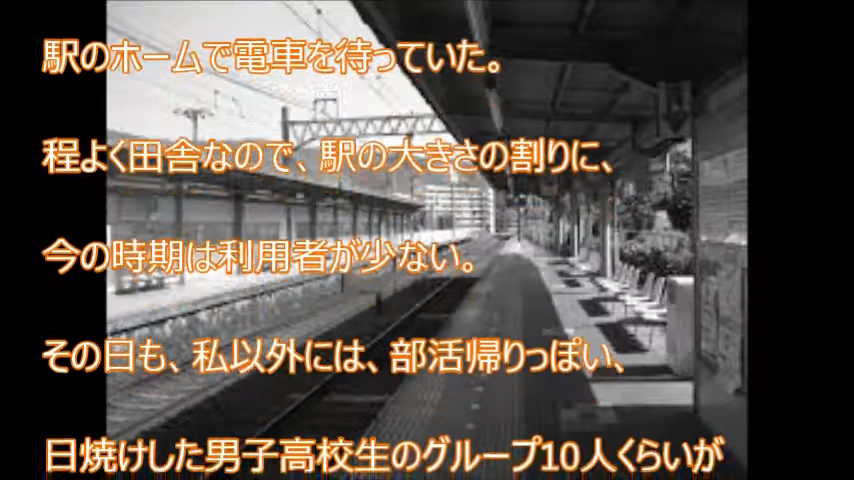 駅のホームで電車を待っていた。
程よく田舎なので、駅の大きさの割りに、
今の時期は利用者が少ない。
その日も、私以外には、部活帰りっぽい、
日焼けした男子高校生のグループ10人くらいが